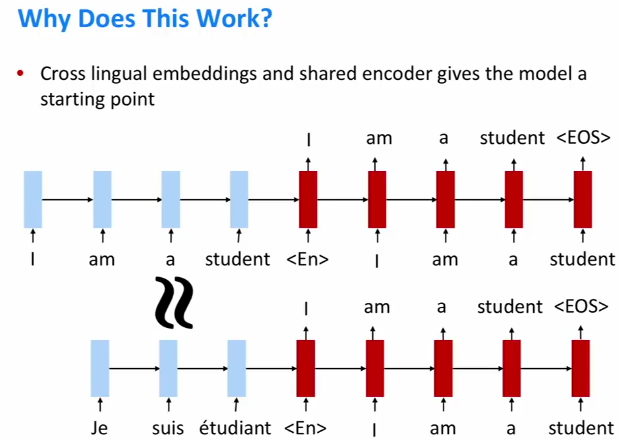 Why Does This Work?
• Cross lingual embeddings and shared encoder gives the model a
starting point
I am a student <EOS>
I am a student <En> I am a student
≈
I am a student <EOS>
Je suis étudiant <En> I am a student